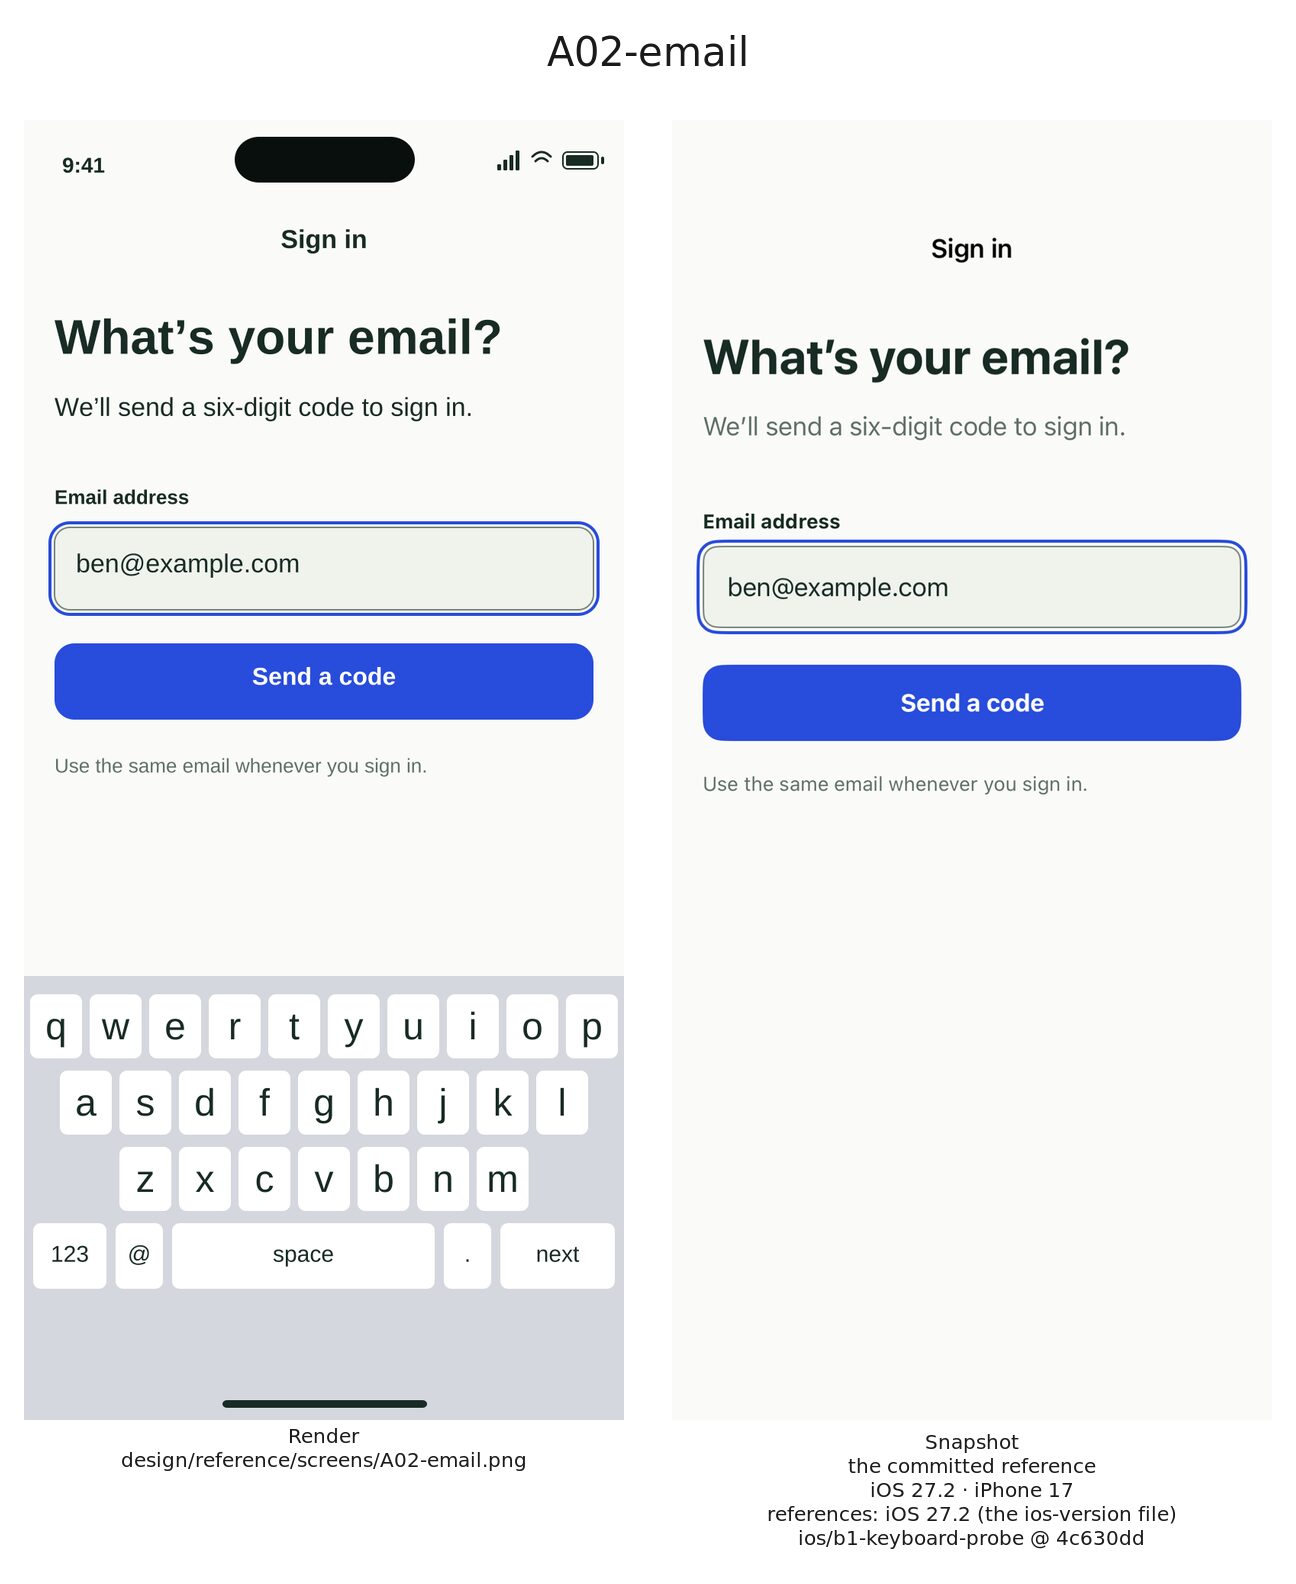 A02-email
9:41
Sign in
What’s your email?
We’ll send a six-digit code to sign in.
Email address
ben@example.com
Send a code
Use the same email whenever you sign in.
q w e r t y u i o p
a s d f g h j k l
z x c v b n m
123 @ space . next
Render
design/reference/screens/A02-email.png
Sign in
What’s your email?
We’ll send a six-digit code to sign in.
Email address
ben@example.com
Send a code
Use the same email whenever you sign in.
Snapshot
the committed reference
iOS 27.2 · iPhone 17
references: iOS 27.2 (the ios-version file)
ios/b1-keyboard-probe @ 4c630dd